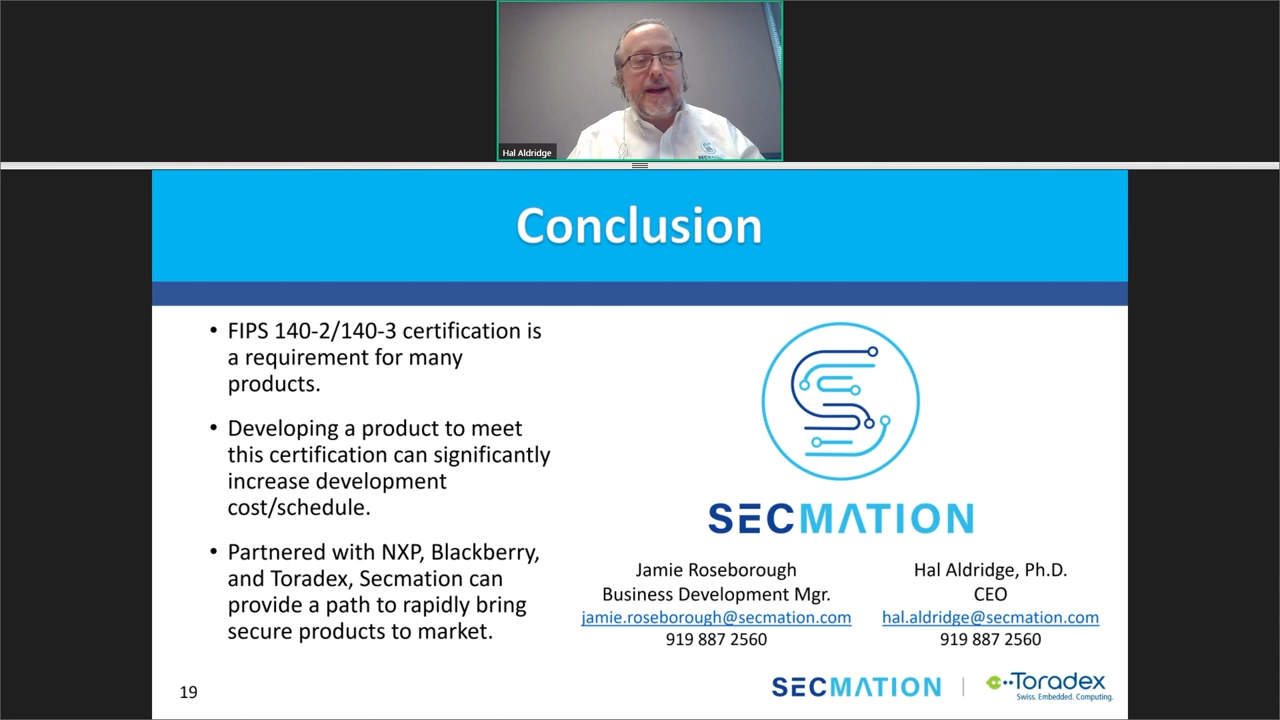 Hal Aldridge
Conclusion
• FIPS 140-2/140-3 certification is
a requirement for many
products.
• Developing a product to meet
this certification can significantly
increase development
cost/schedule.
• Partnered with NXP, Blackberry,
and Toradex, Secmation can
provide a path to rapidly bring
secure products to market.
SECMATION
Jamie Roseborough
Business Development Mgr.
jamie.roseborough@secmation.com
919 887 2560
Hal Aldridge, Ph.D.
CEO
hal.aldridge@secmation.com
919 887 2560
19
SECMATION
Toradex
Swiss. Embedded. Computing.